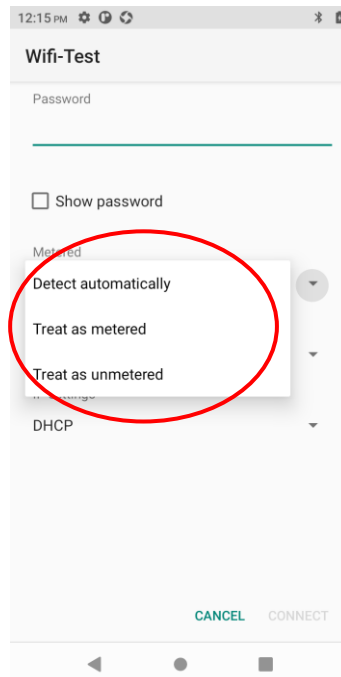 12:15 PM
Wifi-Test
Password
Show password
Metered
Detect automatically
Treat as metered
Treat as unmetered
DHCP
CANCEL CONNECT